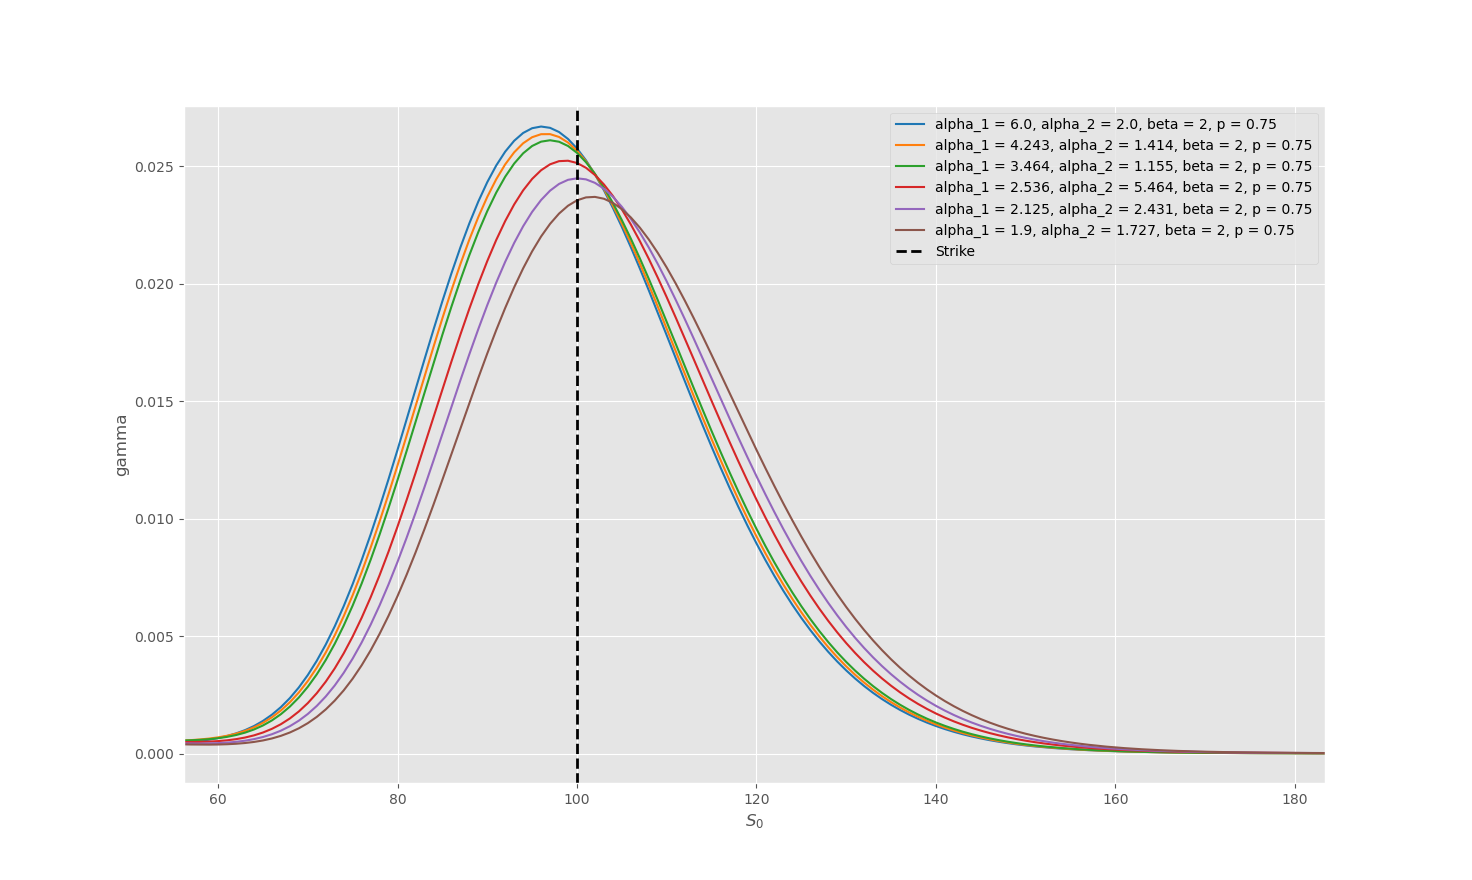 alpha_1 = 6.0, alpha_2 = 2.0, beta = 2, p = 0.75
alpha_1 = 4.243, alpha_2 = 1.414, beta = 2, p = 0.75
alpha_1 = 3.464, alpha_2 = 1.155, beta = 2, p = 0.75
alpha_1 = 2.536, alpha_2 = 5.464, beta = 2, p = 0.75
alpha_1 = 2.125, alpha_2 = 2.431, beta = 2, p = 0.75
alpha_1 = 1.9, alpha_2 = 1.727, beta = 2, p = 0.75
Strike
0.025
0.020
0.015
0.010
0.005
0.000
gamma
60 80 100 120 140 160 180
S_0